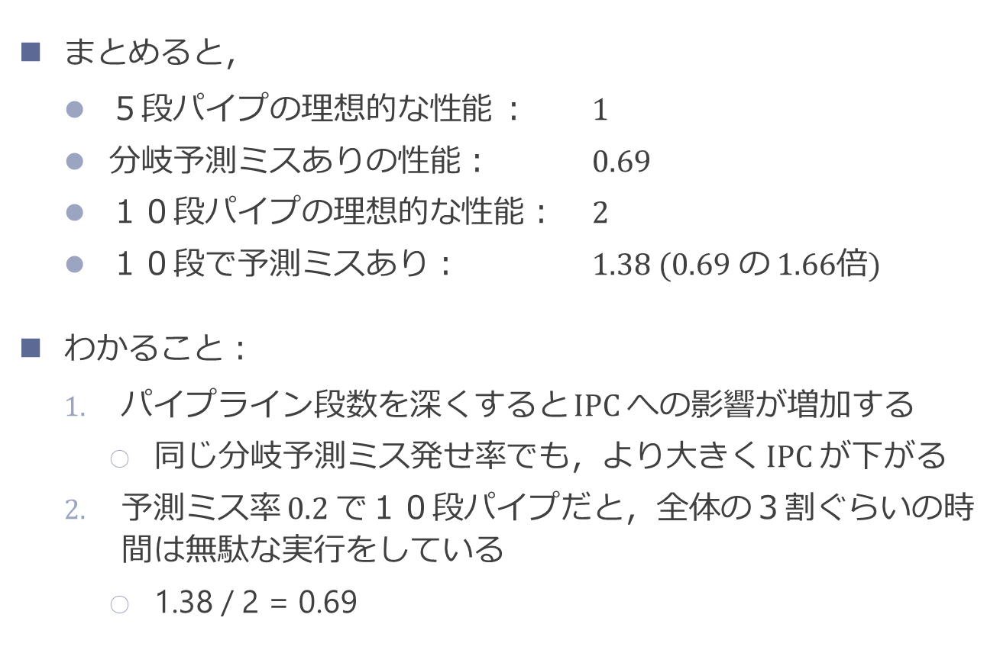 ■ まとめると，
● ５段パイプの理想的な性能： 1
● 分岐予測ミスありの性能： 0.69
● １０段パイプの理想的な性能： 2
● １０段で予測ミスあり： 1.38 (0.69 の 1.66倍)
■ わかること：
1. パイプライン段数を深くするとIPC への影響が増加する
○ 同じ分岐予測ミス発せ率でも，より大きく IPC が下がる
2. 予測ミス率 0.2 で１０段パイプだと，全体の３割ぐらいの時
間は無駄な実行をしている
○ 1.38 / 2 = 0.69